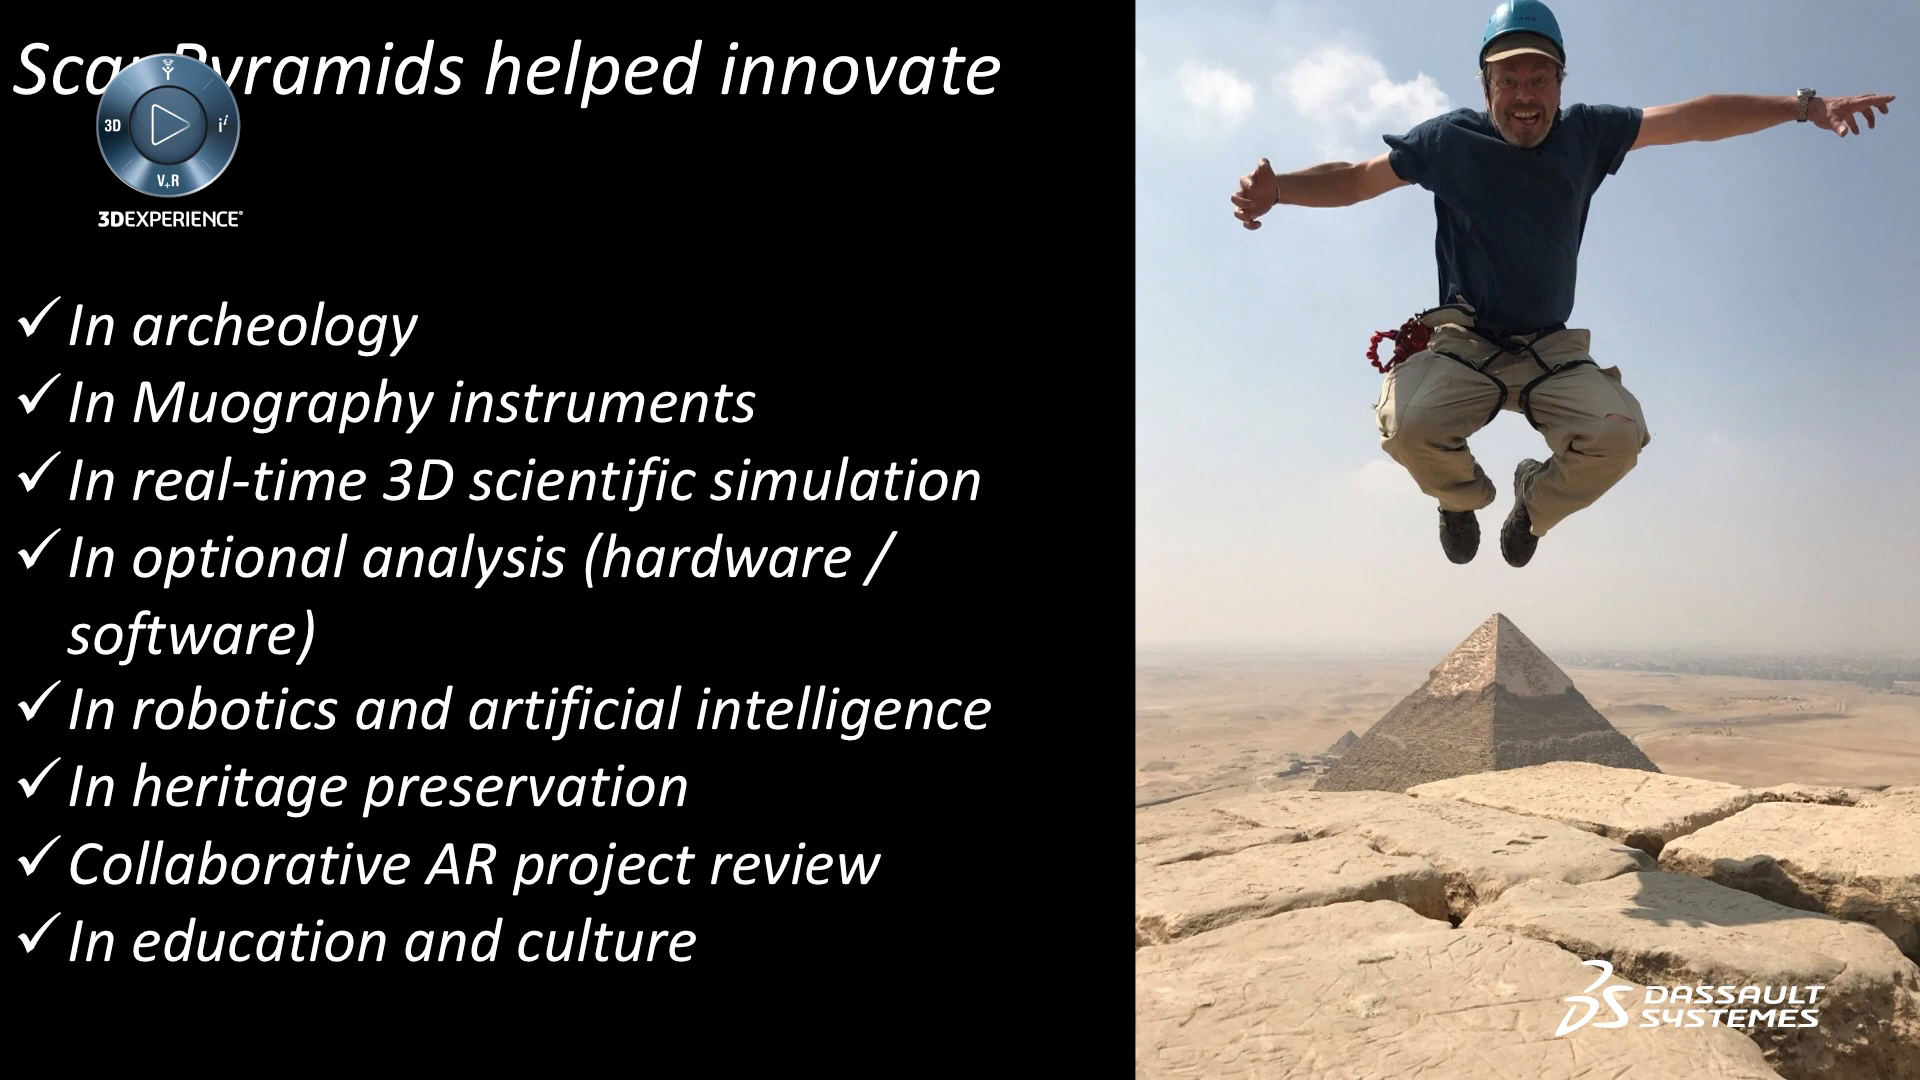 ScanPyramids helped innovate
3D
i
V+R
3DEXPERIENCE®
✓ In archeology
✓ In Muography instruments
✓ In real-time 3D scientific simulation
✓ In optional analysis (hardware /
software)
✓ In robotics and artificial intelligence
✓ In heritage preservation
✓ Collaborative AR project review
✓ In education and culture
DASSAULT
SYSTEMES